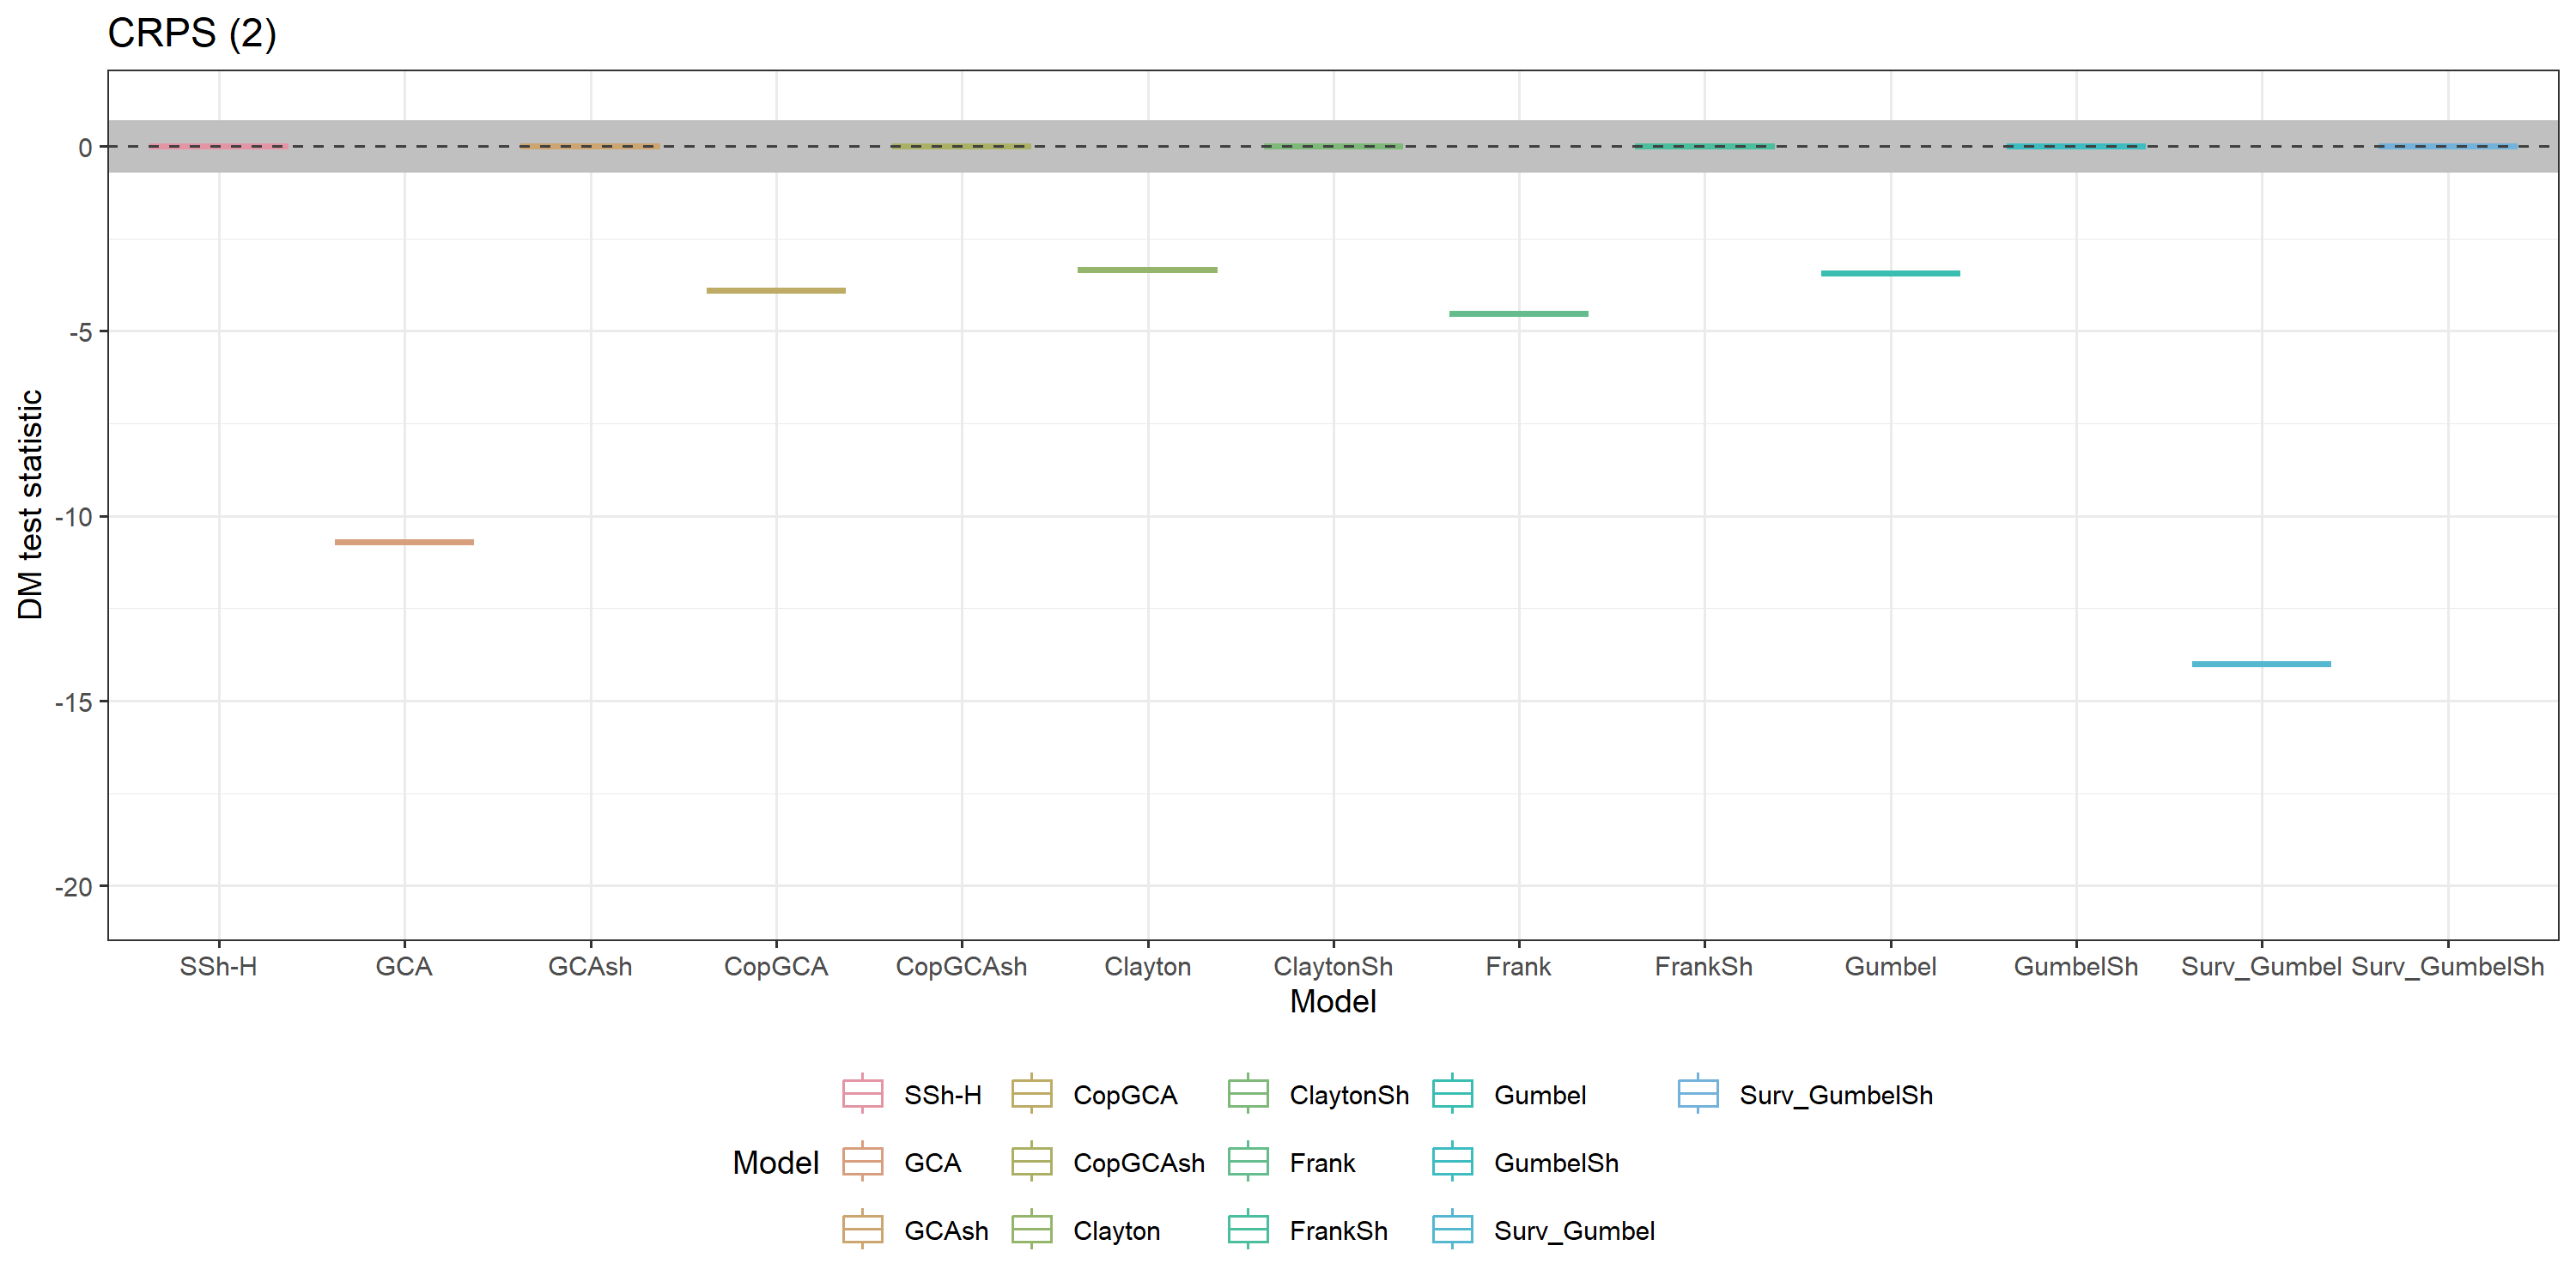 CRPS (2)
DM test statistic
0
-5
-10
-15
-20
SSh-H GCA GCAsh CopGCA CopGCAsh Clayton ClaytonSh Frank FrankSh Gumbel GumbelSh Surv_Gumbel Surv_GumbelSh
Model
SSh-H CopGCA ClaytonSh Gumbel Surv_GumbelSh
Model GCA CopGCAsh Frank GumbelSh
GCAsh Clayton FrankSh Surv_Gumbel